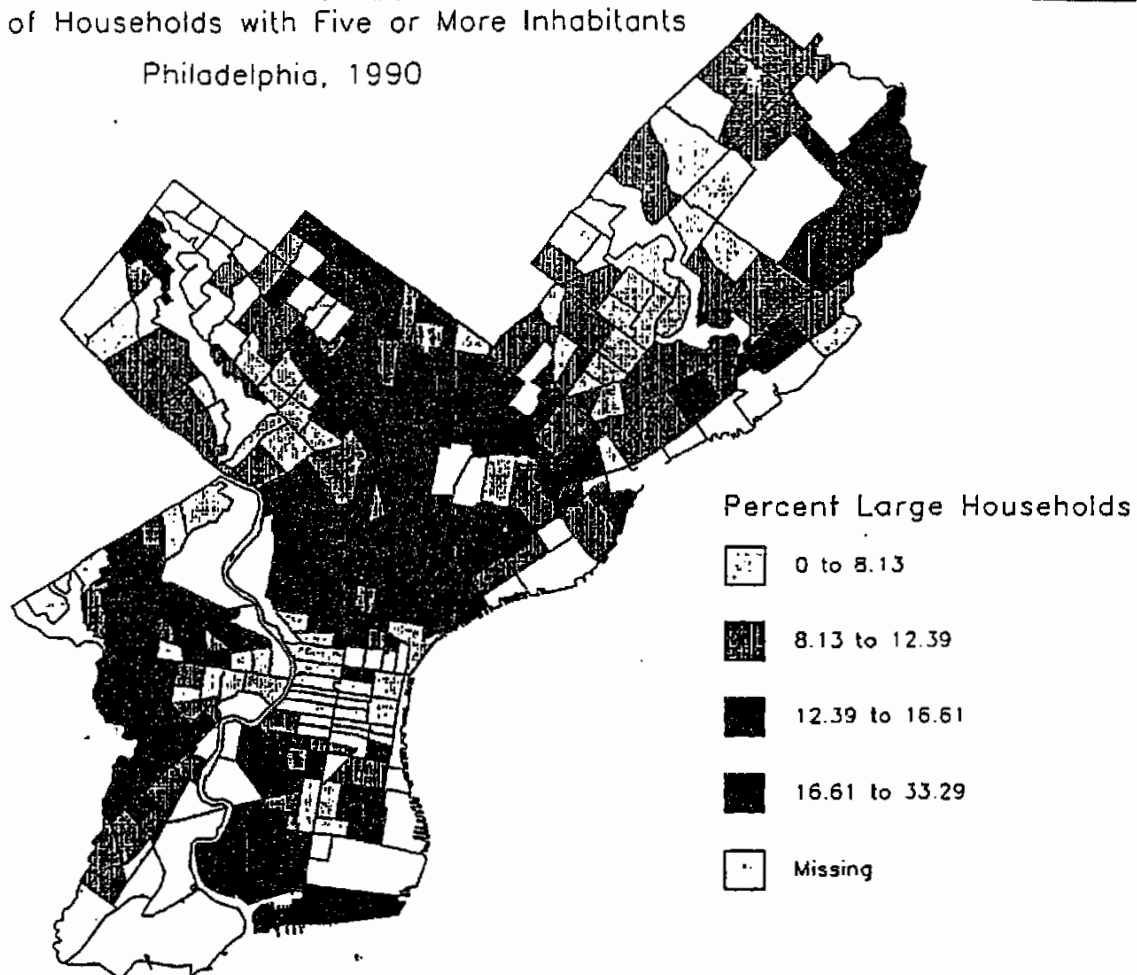 of Households with Five or More Inhabitants
Philadelphia, 1990
Percent Large Households
0 to 8.13
8.13 to 12.39
12.39 to 16.61
16.61 to 33.29
Missing